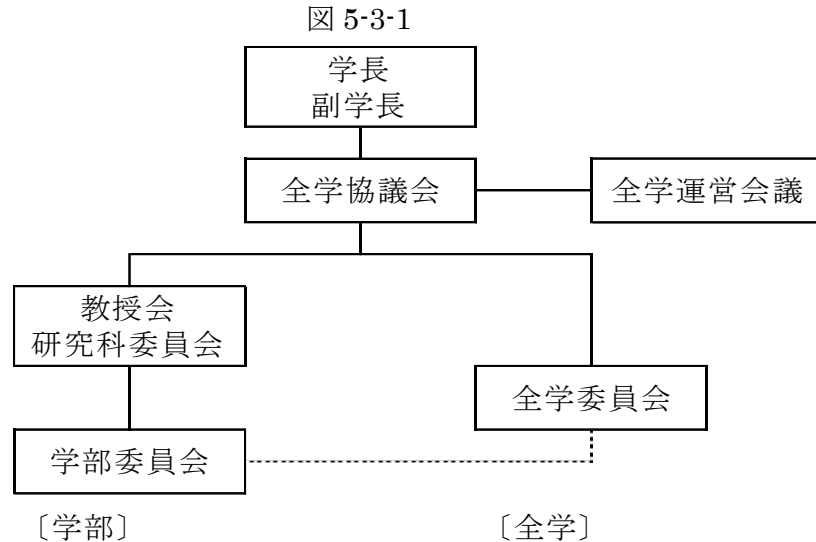 図 5-3-1
学長
副学長
全学協議会
全学運営会議
教授会
研究科委員会
全学委員会
学部委員会
〔学部〕
〔全学〕